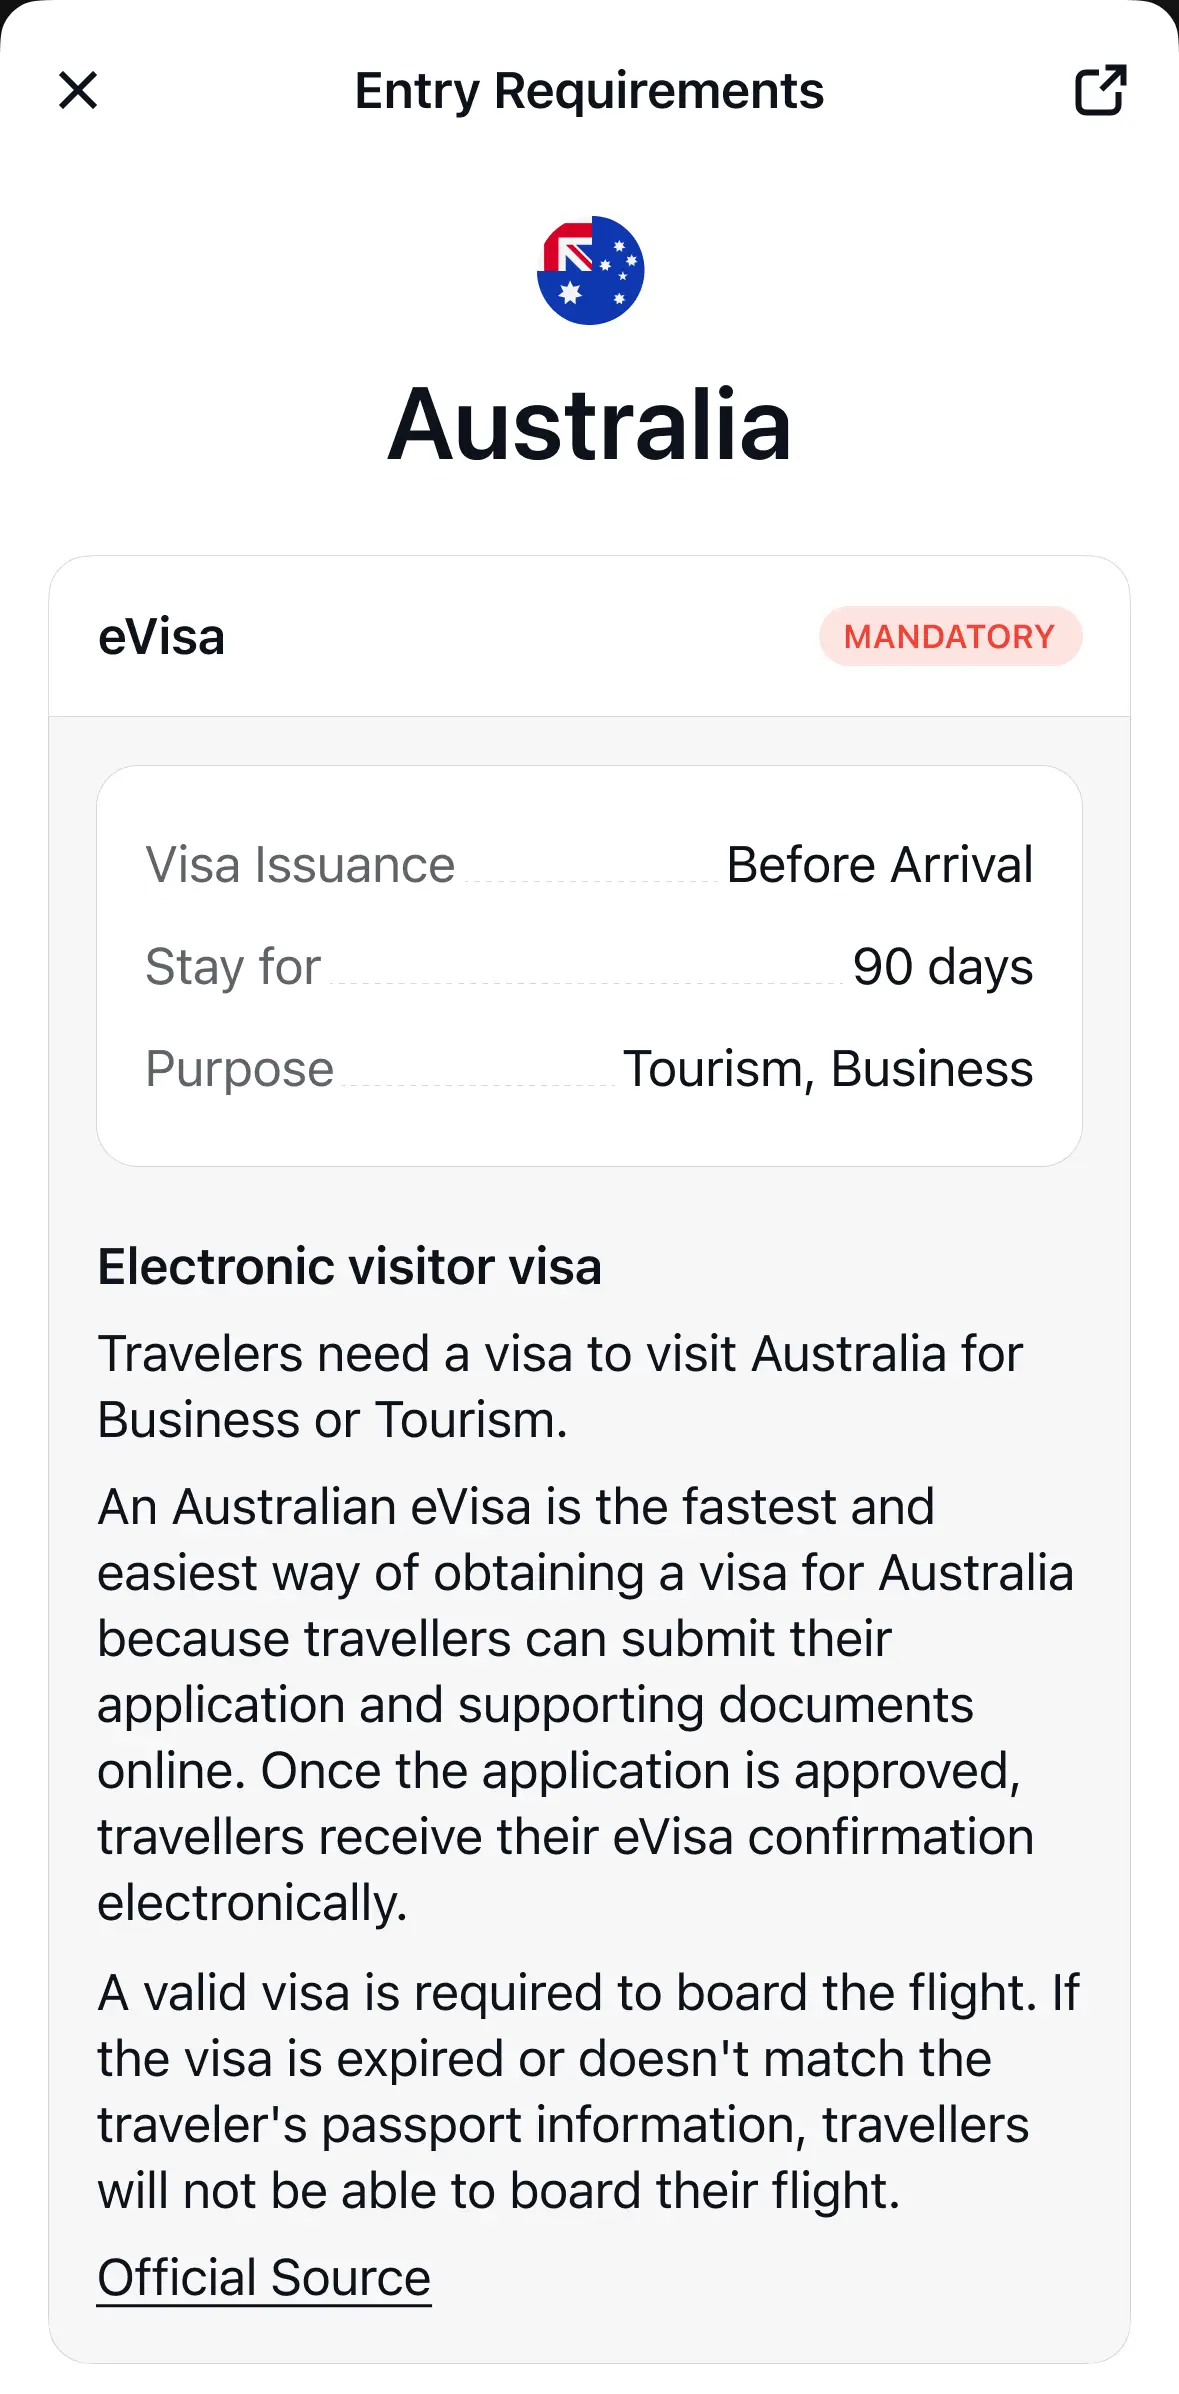 Entry Requirements
Australia
eVisa
MANDATORY
Visa Issuance Before Arrival
Stay for 90 days
Purpose Tourism, Business
Electronic visitor visa
Travelers need a visa to visit Australia for
Business or Tourism.
An Australian eVisa is the fastest and
easiest way of obtaining a visa for Australia
because travellers can submit their
application and supporting documents
online. Once the application is approved,
travellers receive their eVisa confirmation
electronically.
A valid visa is required to board the flight. If
the visa is expired or doesn't match the
traveler's passport information, travellers
will not be able to board their flight.
Official Source